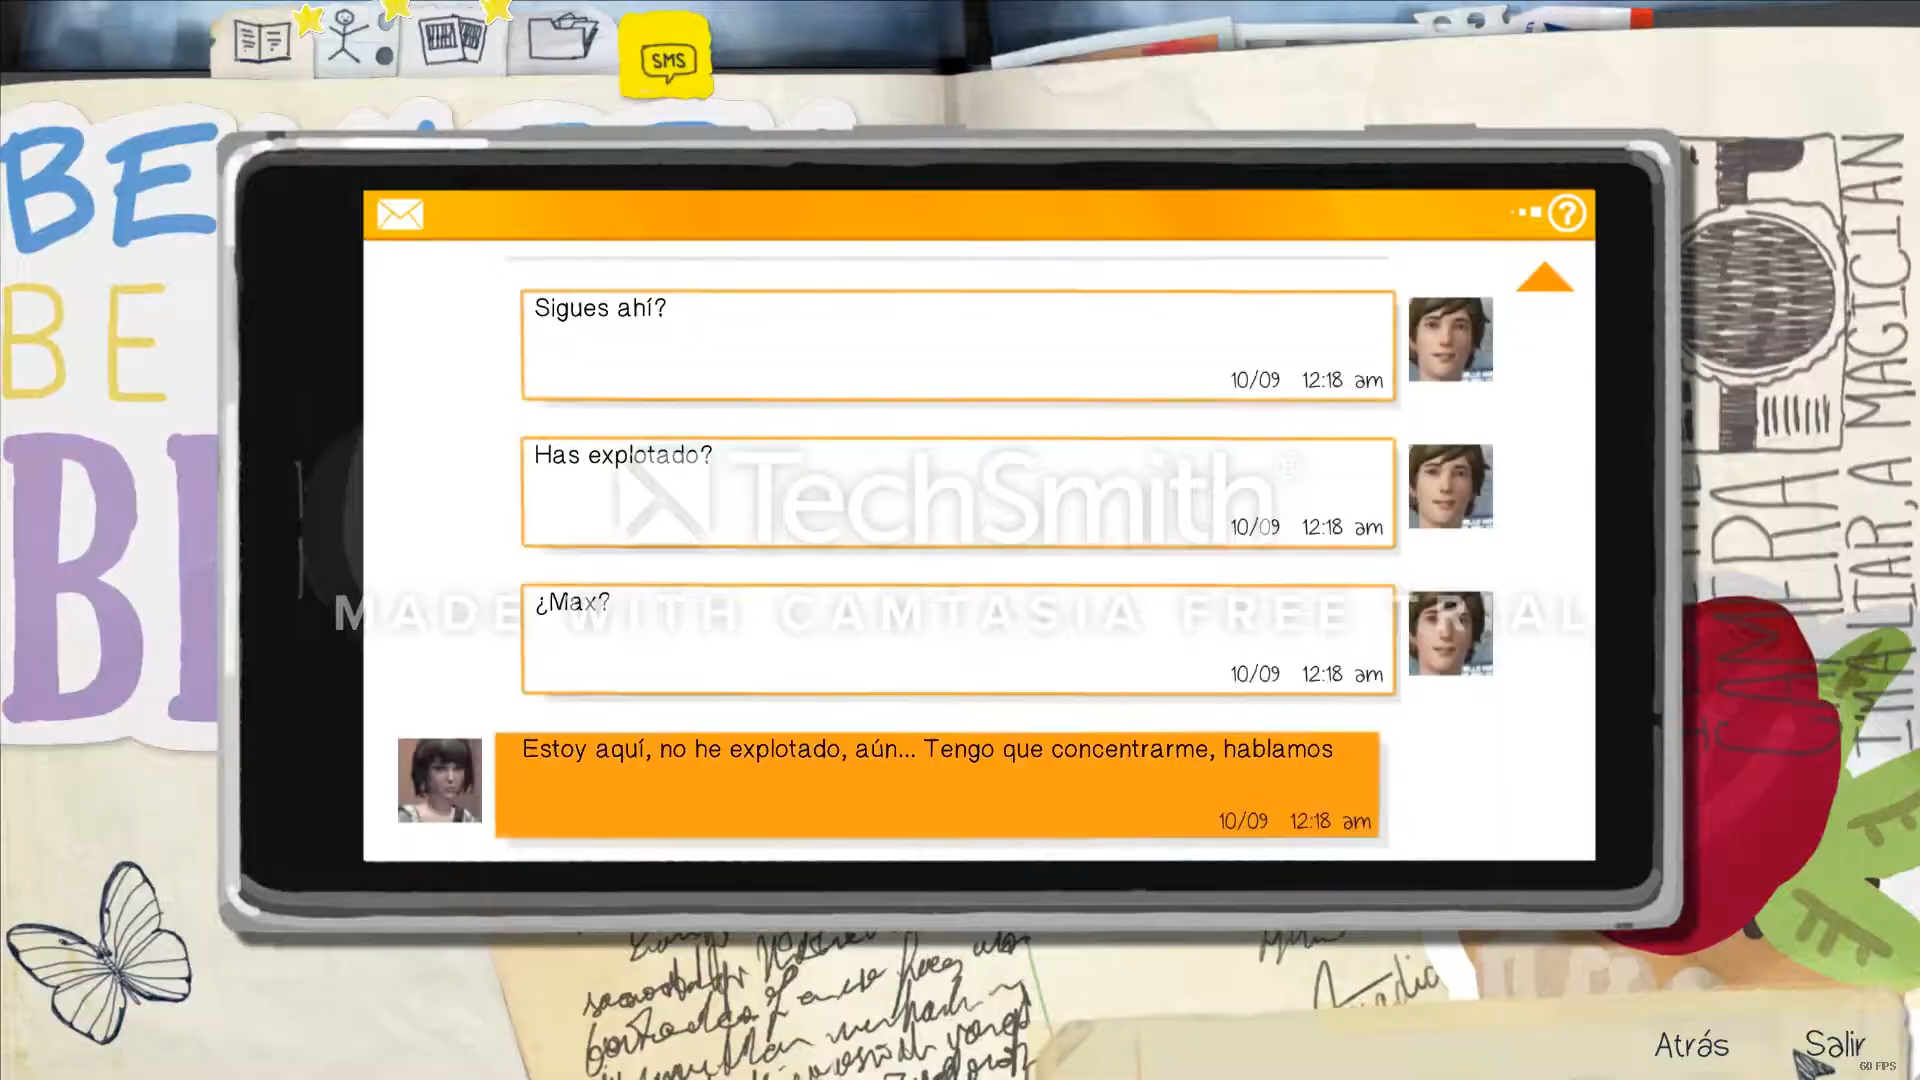 SMS
BE
BE
Sigues ahí?
10/09 12:18 am
Has explotado?
10/09 12:18 am
¿Max?
10/09 12:18 am
Estoy aquí, no he explotado, aún... Tengo que concentrarme, hablamos
10/09 12:18 am
TechSmith
MADE WITH CAMTASIA FREE TRIAL
CAMERA
LIAR, A MAGICIAN
Atrás
Salir
60 FPS